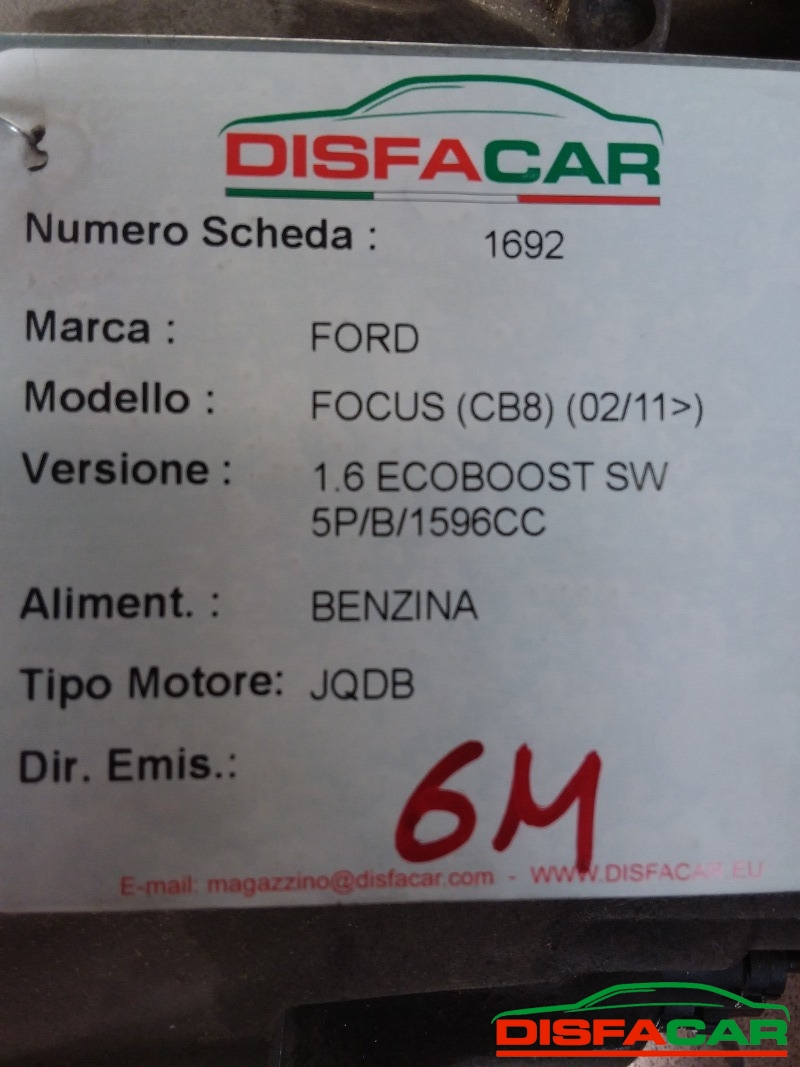 DISFACAR
Numero Scheda : 1692
Marca : FORD
Modello : FOCUS (CB8) (02/11>)
Versione : 1.6 ECOBOOST SW
5P/B/1596CC
Aliment. : BENZINA
Tipo Motore: JQDB
Dir. Emis.:
6M
E-mail: magazzino@disfacar.com - WWW.DISFACAR.EU
DISFACAR